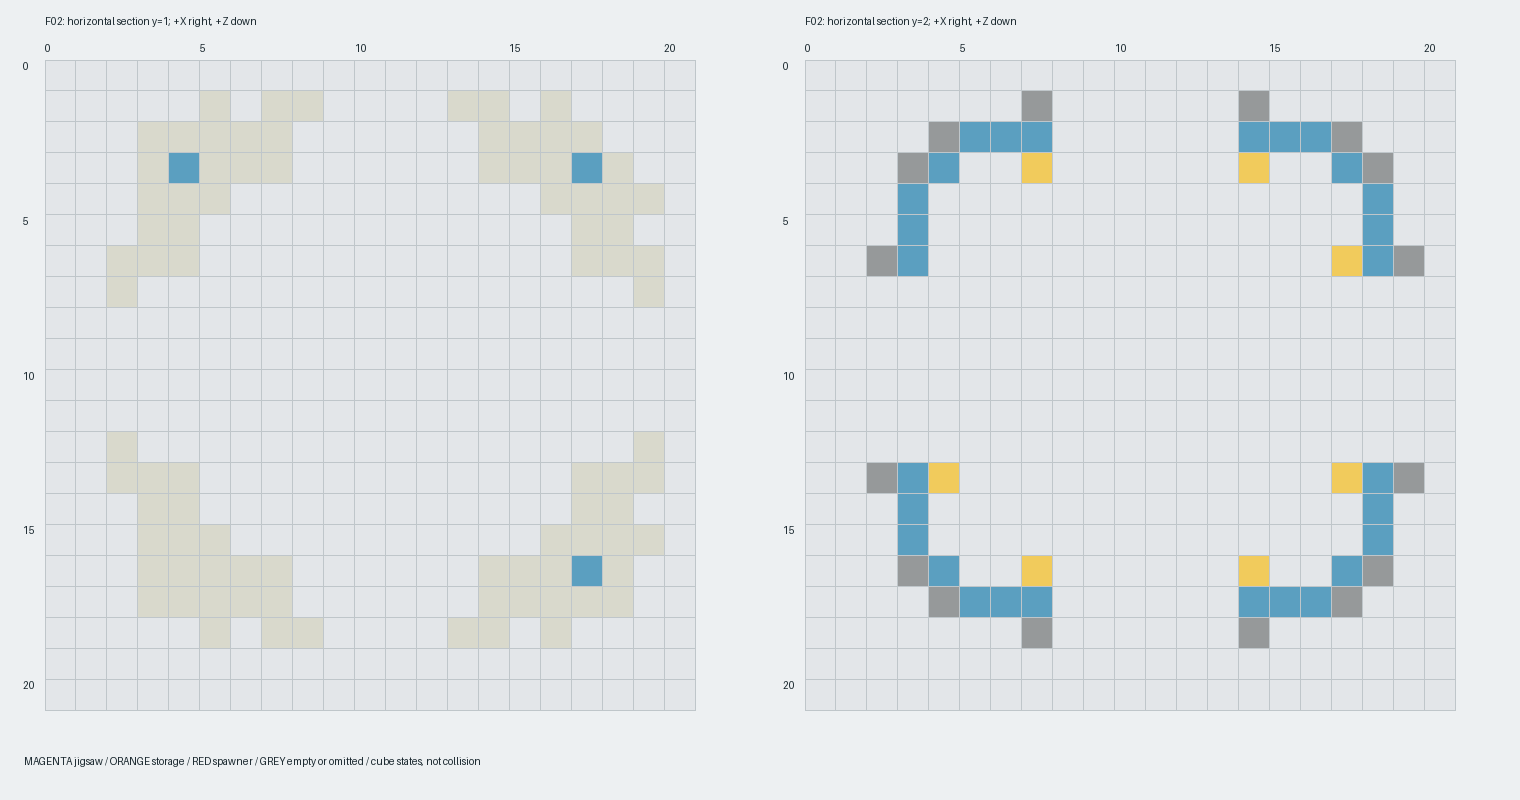 F02: horizontal section y=1; +X right, +Z down
F02: horizontal section y=2; +X right, +Z down
0 5 10 15 20
0 5 10 15 20
0 0
5 5
10 10
15 15
20 20
MAGENTA jigsaw / ORANGE storage / RED spawner / GREY empty or omitted / cube states, not collision